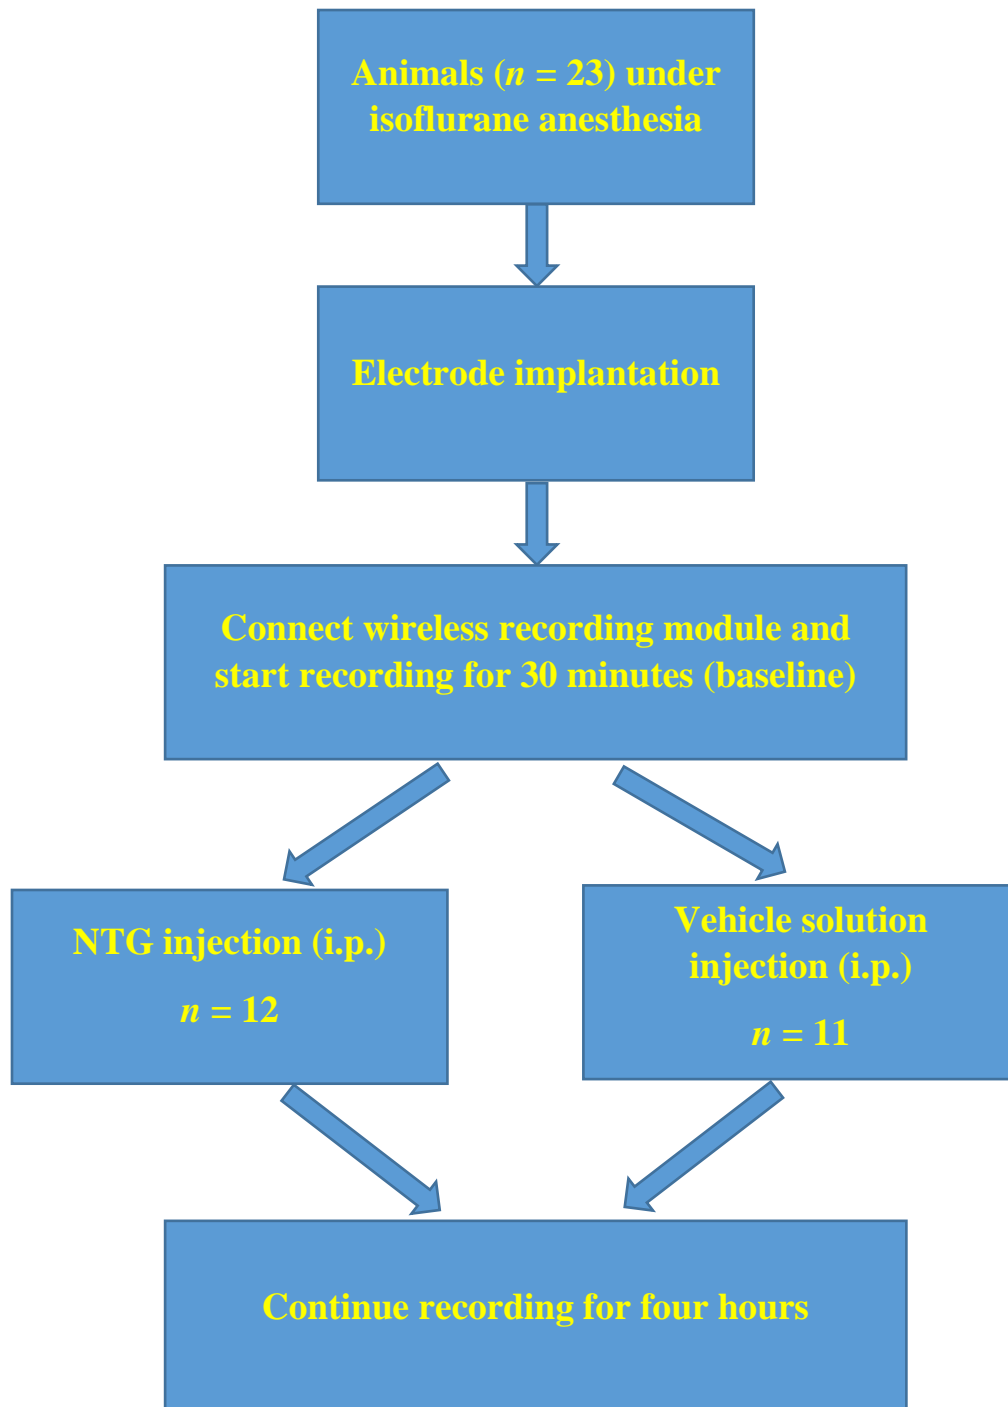 Animals (n = 23) under
isoflurane anesthesia
Electrode implantation
Connect wireless recording module and
start recording for 30 minutes (baseline)
NTG injection (i.p.)
n = 12
Vehicle solution
injection (i.p.)
n = 11
Continue recording for four hours